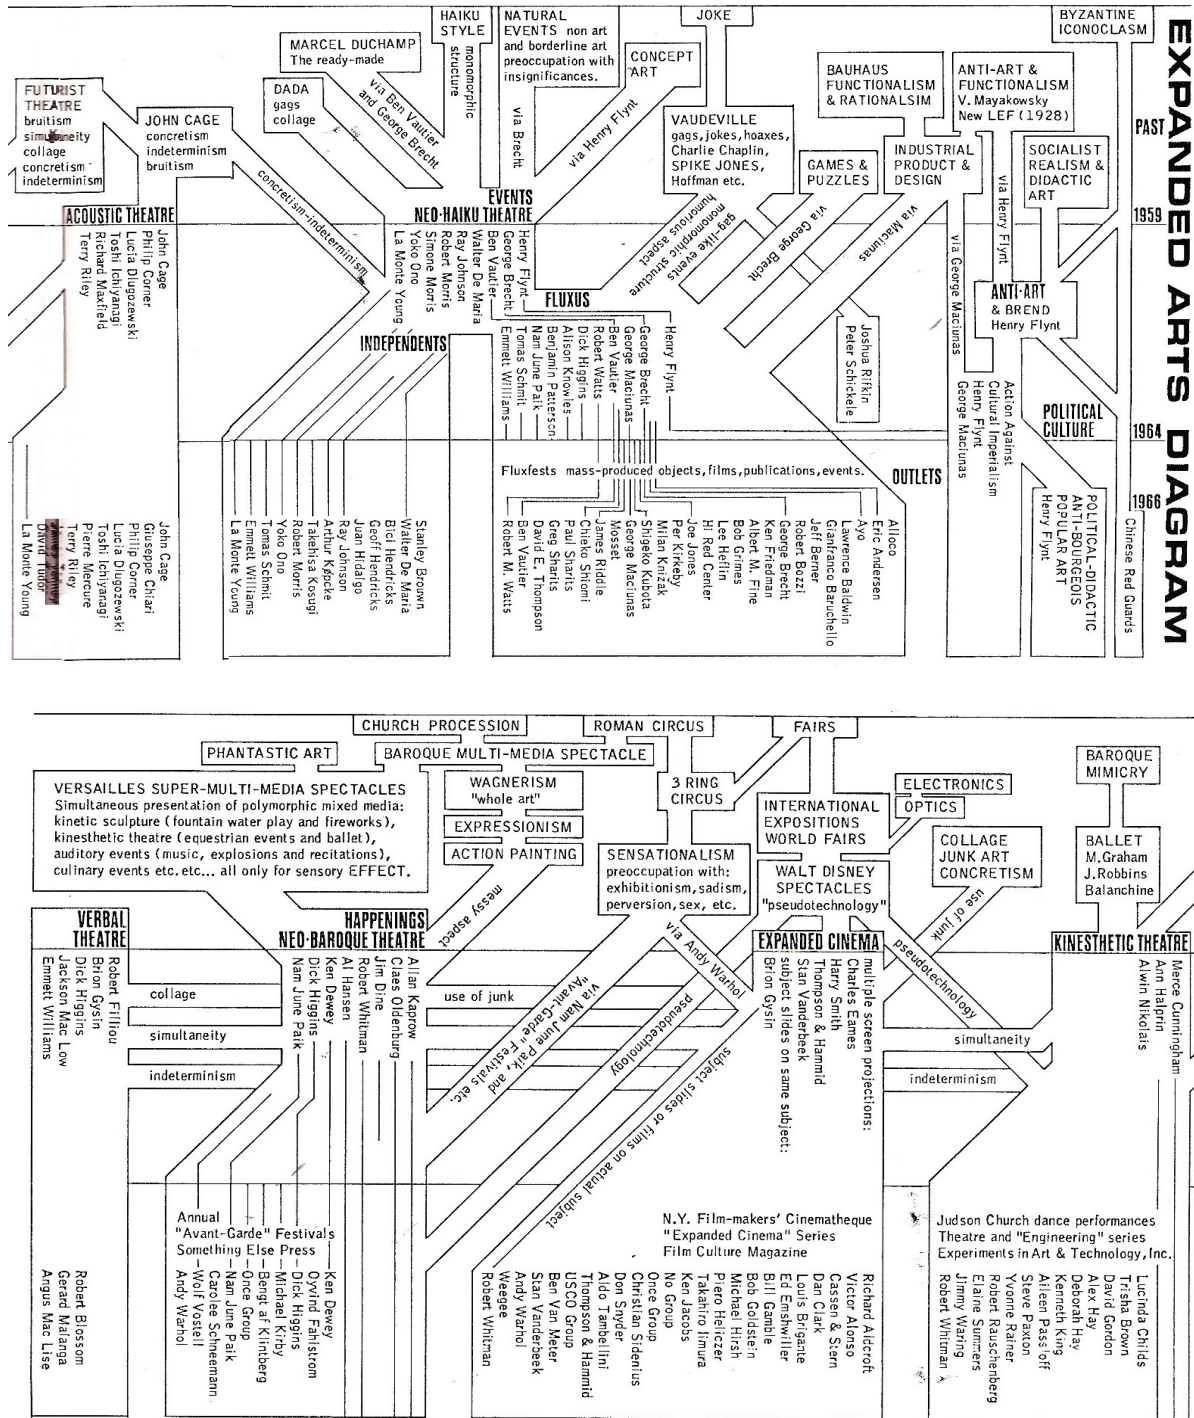 EXPANDED ARTS DIAGRAM
PAST
1959
1964
1966
FUTURIST
THEATRE
bruitism
simultaneity
collage
concretism
indeterminism
JOHN CAGE
concretism
indeterminism
bruitism
MARCEL DUCHAMP
The ready-made
DADA
gags
collage
HAIKU
STYLE
monomorphic
structure
NATURAL
EVENTS non art
and borderline art
preoccupation with
insignificances.
CONCEPT
ART
JOKE
VAUDEVILLE
gags, jokes, hoaxes,
Charlie Chaplin,
SPIKE JONES,
Hoffman etc.
BAUHAUS
FUNCTIONALISM
& RATIONALSIM
GAMES &
PUZZLES
INDUSTRIAL
PRODUCT &
DESIGN
ANTI-ART &
FUNCTIONALISM
V. Mayakowsky
New LEF (1928)
BYZANTINE
ICONOCLASM
SOCIALIST
REALISM &
DIDACTIC
ART
via Ben Vautier
and George Brecht
via Brecht
via Henry Flynt
concretism-indeterminism
humorious aspect
monomorphic structure
gag-like events
via George Brecht
via Maciunas
via George Maciunas
via Henry Flynt
ACOUSTIC THEATRE
John Cage
Philip Corner
Lucia Dlugozewski
Toshi Ichiyanagi
Richard Maxfield
Terry Riley
John Cage
Giuseppe Chiari
Philip Corner
Lucia Dlugozewski
Toshi Ichiyanagi
Pierre Mercure
Terry Riley
David Tudor
La Monte Young
EVENTS
NEO-HAIKU THEATRE
Henry Flynt
George Brecht
Ben Vautier
Walter De Maria
Ray Johnson
Robert Morris
Simone Morris
Yoko Ono
La Monte Young
INDEPENDENTS
Stanley Brouwn
Walter De Maria
Bici Hendricks
Geoff Hendricks
Juan Hidalgo
Ray Johnson
Arthur Køpcke
Takehisa Kosugi
Robert Morris
Yoko Ono
Tomas Schmit
Emmett Williams
La Monte Young
FLUXUS
Henry Flynt
George Brecht
George Maciunas
Ben Vautier
Robert Watts
Dick Higgins
Alison Knowles
Benjamin Patterson
Nam June Paik
Tomas Schmit
Emmett Williams
Joshua Rifkin
Peter Schickele
Fluxfests mass-produced objects, films, publications, events.
OUTLETS
Alloco
Eric Andersen
Ayo
Lawrence Baldwin
Gianfranco Baruchello
Jeff Berner
Robert Bozzi
George Brecht
Ken Friedman
Albert M. Fine
Bob Grimes
Lee Heflin
Hi Red Center
Joe Jones
Per Kirkeby
Milan Knižak
Shigeko Kubota
George Maciunas
Mosset
James Riddle
Chieko Shiomi
Paul Sharits
Greg Sharits
David E. Thompson
Ben Vautier
Robert M. Watts
ANTI-ART
& BREND
Henry Flynt
Action Against
Cultural Imperialism
Henry Flynt
George Maciunas
POLITICAL
CULTURE
POLITICAL-DIDACTIC
ANTI-BOURGEOIS
POPULAR ART
Henry Flynt
Chinese Red Guards
CHURCH PROCESSION
ROMAN CIRCUS
FAIRS
PHANTASTIC ART
BAROQUE MULTI-MEDIA SPECTACLE
VERSAILLES SUPER-MULTI-MEDIA SPECTACLES
Simultaneous presentation of polymorphic mixed media:
kinetic sculpture (fountain water play and fireworks),
kinesthetic theatre (equestrian events and ballet),
auditory events (music, explosions and recitations),
culinary events etc. etc... all only for sensory EFFECT.
WAGNERISM
"whole art"
EXPRESSIONISM
ACTION PAINTING
3 RING
CIRCUS
SENSATIONALISM
preoccupation with:
exhibitionism, sadism,
perversion, sex, etc.
INTERNATIONAL
EXPOSITIONS
WORLD FAIRS
WALT DISNEY
SPECTACLES
"pseudotechnology"
ELECTRONICS
OPTICS
COLLAGE
JUNK ART
CONCRETISM
BAROQUE
MIMICRY
BALLET
M.Graham
J.Robbins
Balanchine
messy aspect
via Andy Warhol
use of junk
pseudotechnology
VERBAL
THEATRE
Robert Filliou
Brion Gysin
Dick Higgins
Jackson Mac Low
Emmett Williams
Robert Blossom
Gerard Malanga
Angus Mac Lise
collage
simultaneity
indeterminism
HAPPENINGS
NEO-BAROQUE THEATRE
Allan Kaprow
Claes Oldenburg
Jim Dine
Robert Whitman
Al Hansen
Ken Dewey
Dick Higgins
Nam June Paik
use of junk
via Nam June Paik, and
"Avant-Garde" Festivals etc.
pseudotechnology
subject slides or films on actual subject
Annual
"Avant-Garde" Festivals
Something Else Press
Ken Dewey
Oyvind Fahlstrom
Dick Higgins
Michael Kirby
Bengt af Klintberg
Once Group
Nam June Paik
Carolee Schneemann
Wolf Vostell
Andy Warhol
EXPANDED CINEMA
multiple screen projections:
Charles Eames
Harry Smith
Thompson & Hammid
Stan Vanderbeek
subject slides on same subject:
Brion Gysin
N.Y. Film-makers' Cinematheque
"Expanded Cinema" Series
Film Culture Magazine
Richard Aldcroft
Victor Alonso
Cassen & Stern
Dan Clark
Louis Brigante
Ed Emshwiller
Bill Gamble
Bob Goldstein
Michael Hirsh
Piero Heliczer
Takahiro Iimura
Ken Jacobs
No Group
Once Group
Christian Sidenius
Don Snyder
Aldo Tambellini
Thompson & Hammid
USCO Group
Ben Van Meter
Stan Vanderbeek
Andy Warhol
Weegee
Robert Whitman
simultaneity
indeterminism
KINESTHETIC THEATRE
Merce Cunningham
Ann Halprin
Alwin Nikolais
Judson Church dance performances
Theatre and "Engineering" series
Experiments in Art & Technology, Inc.
Lucinda Childs
Trisha Brown
David Gordon
Alex Hay
Deborah Hay
Kenneth King
Aileen Passloff
Steve Paxton
Yvonne Rainer
Robert Rauschenberg
Elaine Summers
Jimmy Waring
Robert Whitman